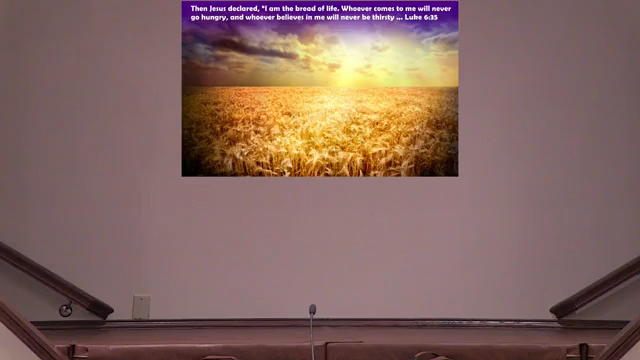 Then Jesus declared, "I am the bread of life. Whoever comes to me will never
go hungry, and whoever believes in me will never be thirsty ... Luke 6:35